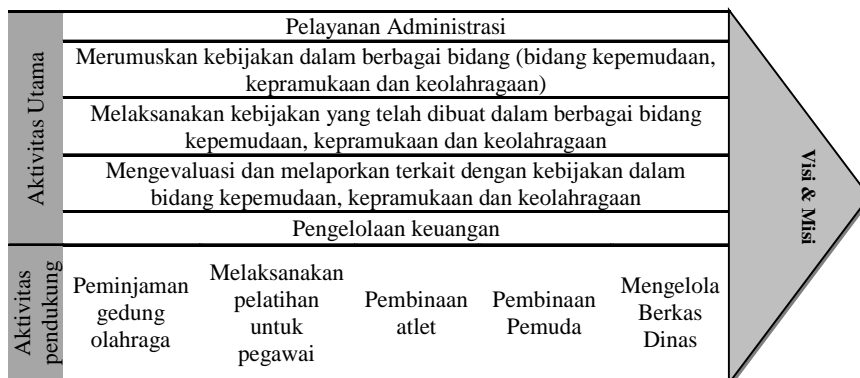 Aktivitas Utama
Pelayanan Administrasi
Merumuskan kebijakan dalam berbagai bidang (bidang kepemudaan,
kepramukaan dan keolahragaan)
Melaksanakan kebijakan yang telah dibuat dalam berbagai bidang
kepemudaan, kepramukaan dan keolahragaan
Mengevaluasi dan melaporkan terkait dengan kebijakan dalam
bidang kepemudaan, kepramukaan dan keolahragaan
Pengelolaan keuangan
Aktivitas
pendukung
Peminjaman
gedung
olahraga
Melaksanakan
pelatihan
untuk
pegawai
Pembinaan
atlet
Pembinaan
Pemuda
Mengelola
Berkas
Dinas
Visi & Misi